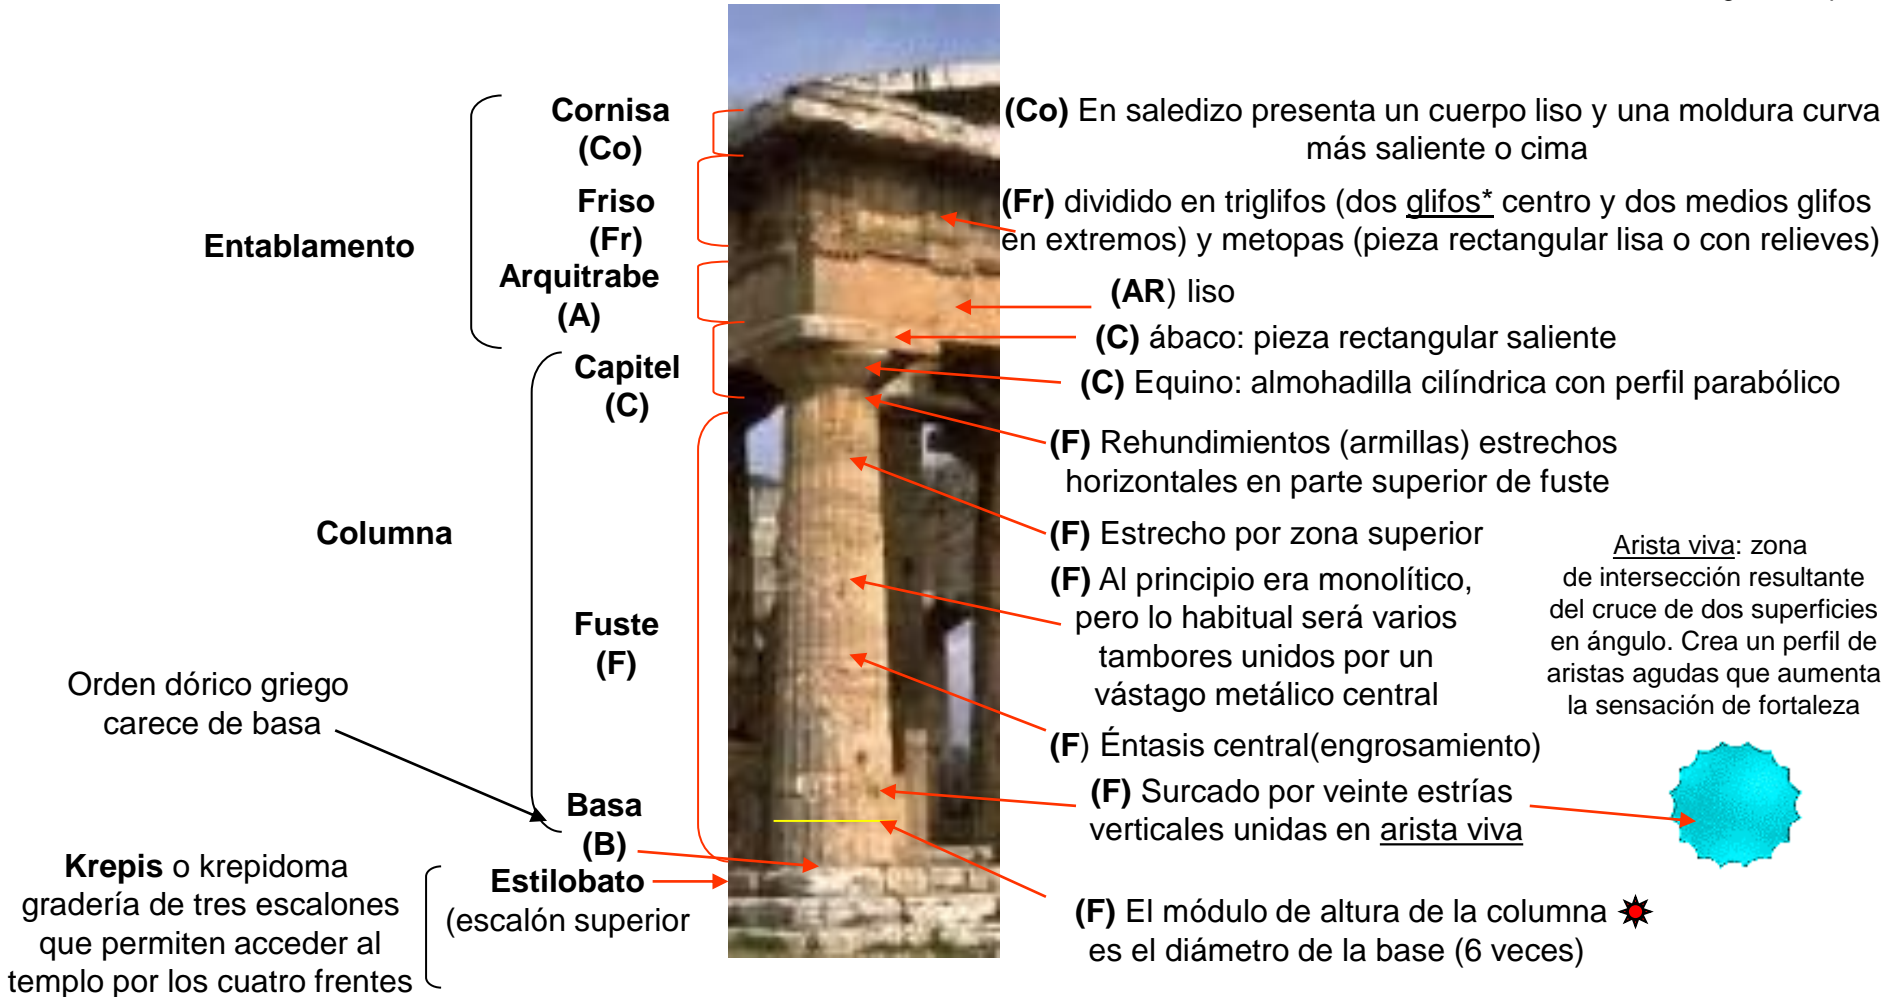 Cornisa
(Co)
Friso
(Fr)
Entablamento
Arquitrabe
(A)
Capitel
(C)
Columna
Fuste
(F)
Orden dórico griego
carece de basa
Basa
(B)
Krepis o krepidoma
gradería de tres escalones
que permiten acceder al
templo por los cuatro frentes
Estilobato
(escalón superior
(Co) En saledizo presenta un cuerpo liso y una moldura curva
más saliente o cima
(Fr) dividido en triglifos (dos glifos* centro y dos medios glifos
en extremos) y metopas (pieza rectangular lisa o con relieves)
(AR) liso
(C) ábaco: pieza rectangular saliente
(C) Equino: almohadilla cilíndrica con perfil parabólico
(F) Rehundimientos (armillas) estrechos
horizontales en parte superior de fuste
(F) Estrecho por zona superior
(F) Al principio era monolítico,
pero lo habitual será varios
tambores unidos por un
vástago metálico central
(F) Éntasis central(engrosamiento)
(F) Surcado por veinte estrías
verticales unidas en arista viva
(F) El módulo de altura de la columna
es el diámetro de la base (6 veces)
Arista viva: zona
de intersección resultante
del cruce de dos superficies
en ángulo. Crea un perfil de
aristas agudas que aumenta
la sensación de fortaleza